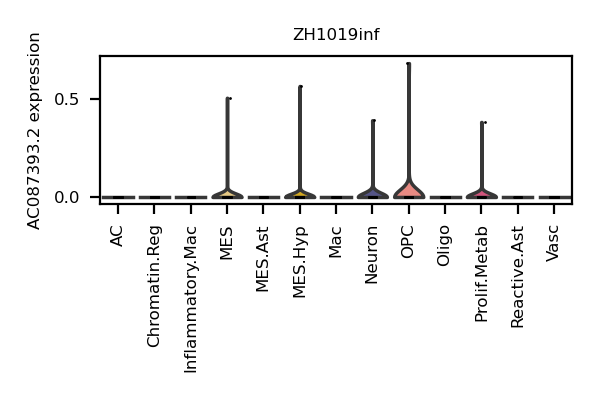 ZH1019inf
AC087393.2 expression
0.5
0.0
AC
Chromatin.Reg
Inflammatory.Mac
MES
MES.Ast
MES.Hyp
Mac
Neuron
OPC
Oligo
Prolif.Metab
Reactive.Ast
Vasc